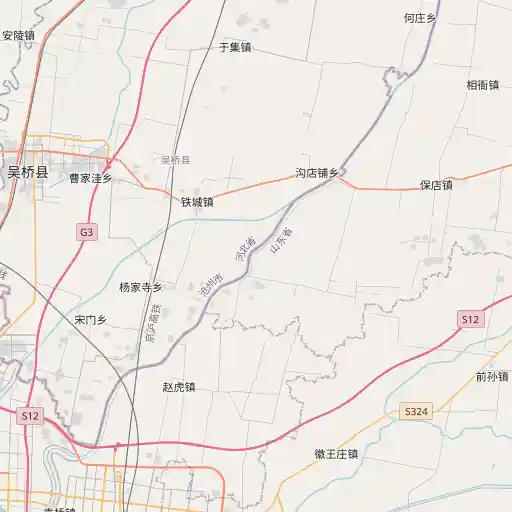 何庄乡
安陵镇
于集镇
相衙镇
吴桥县
吴桥县
沟店铺乡
曹家洼乡
保店镇
铁城镇
G3
河北省
山东省
沧州市
杨家寺乡
京沪高铁
宋门乡
S12
前孙镇
赵虎镇
S12
S324
徽王庄镇